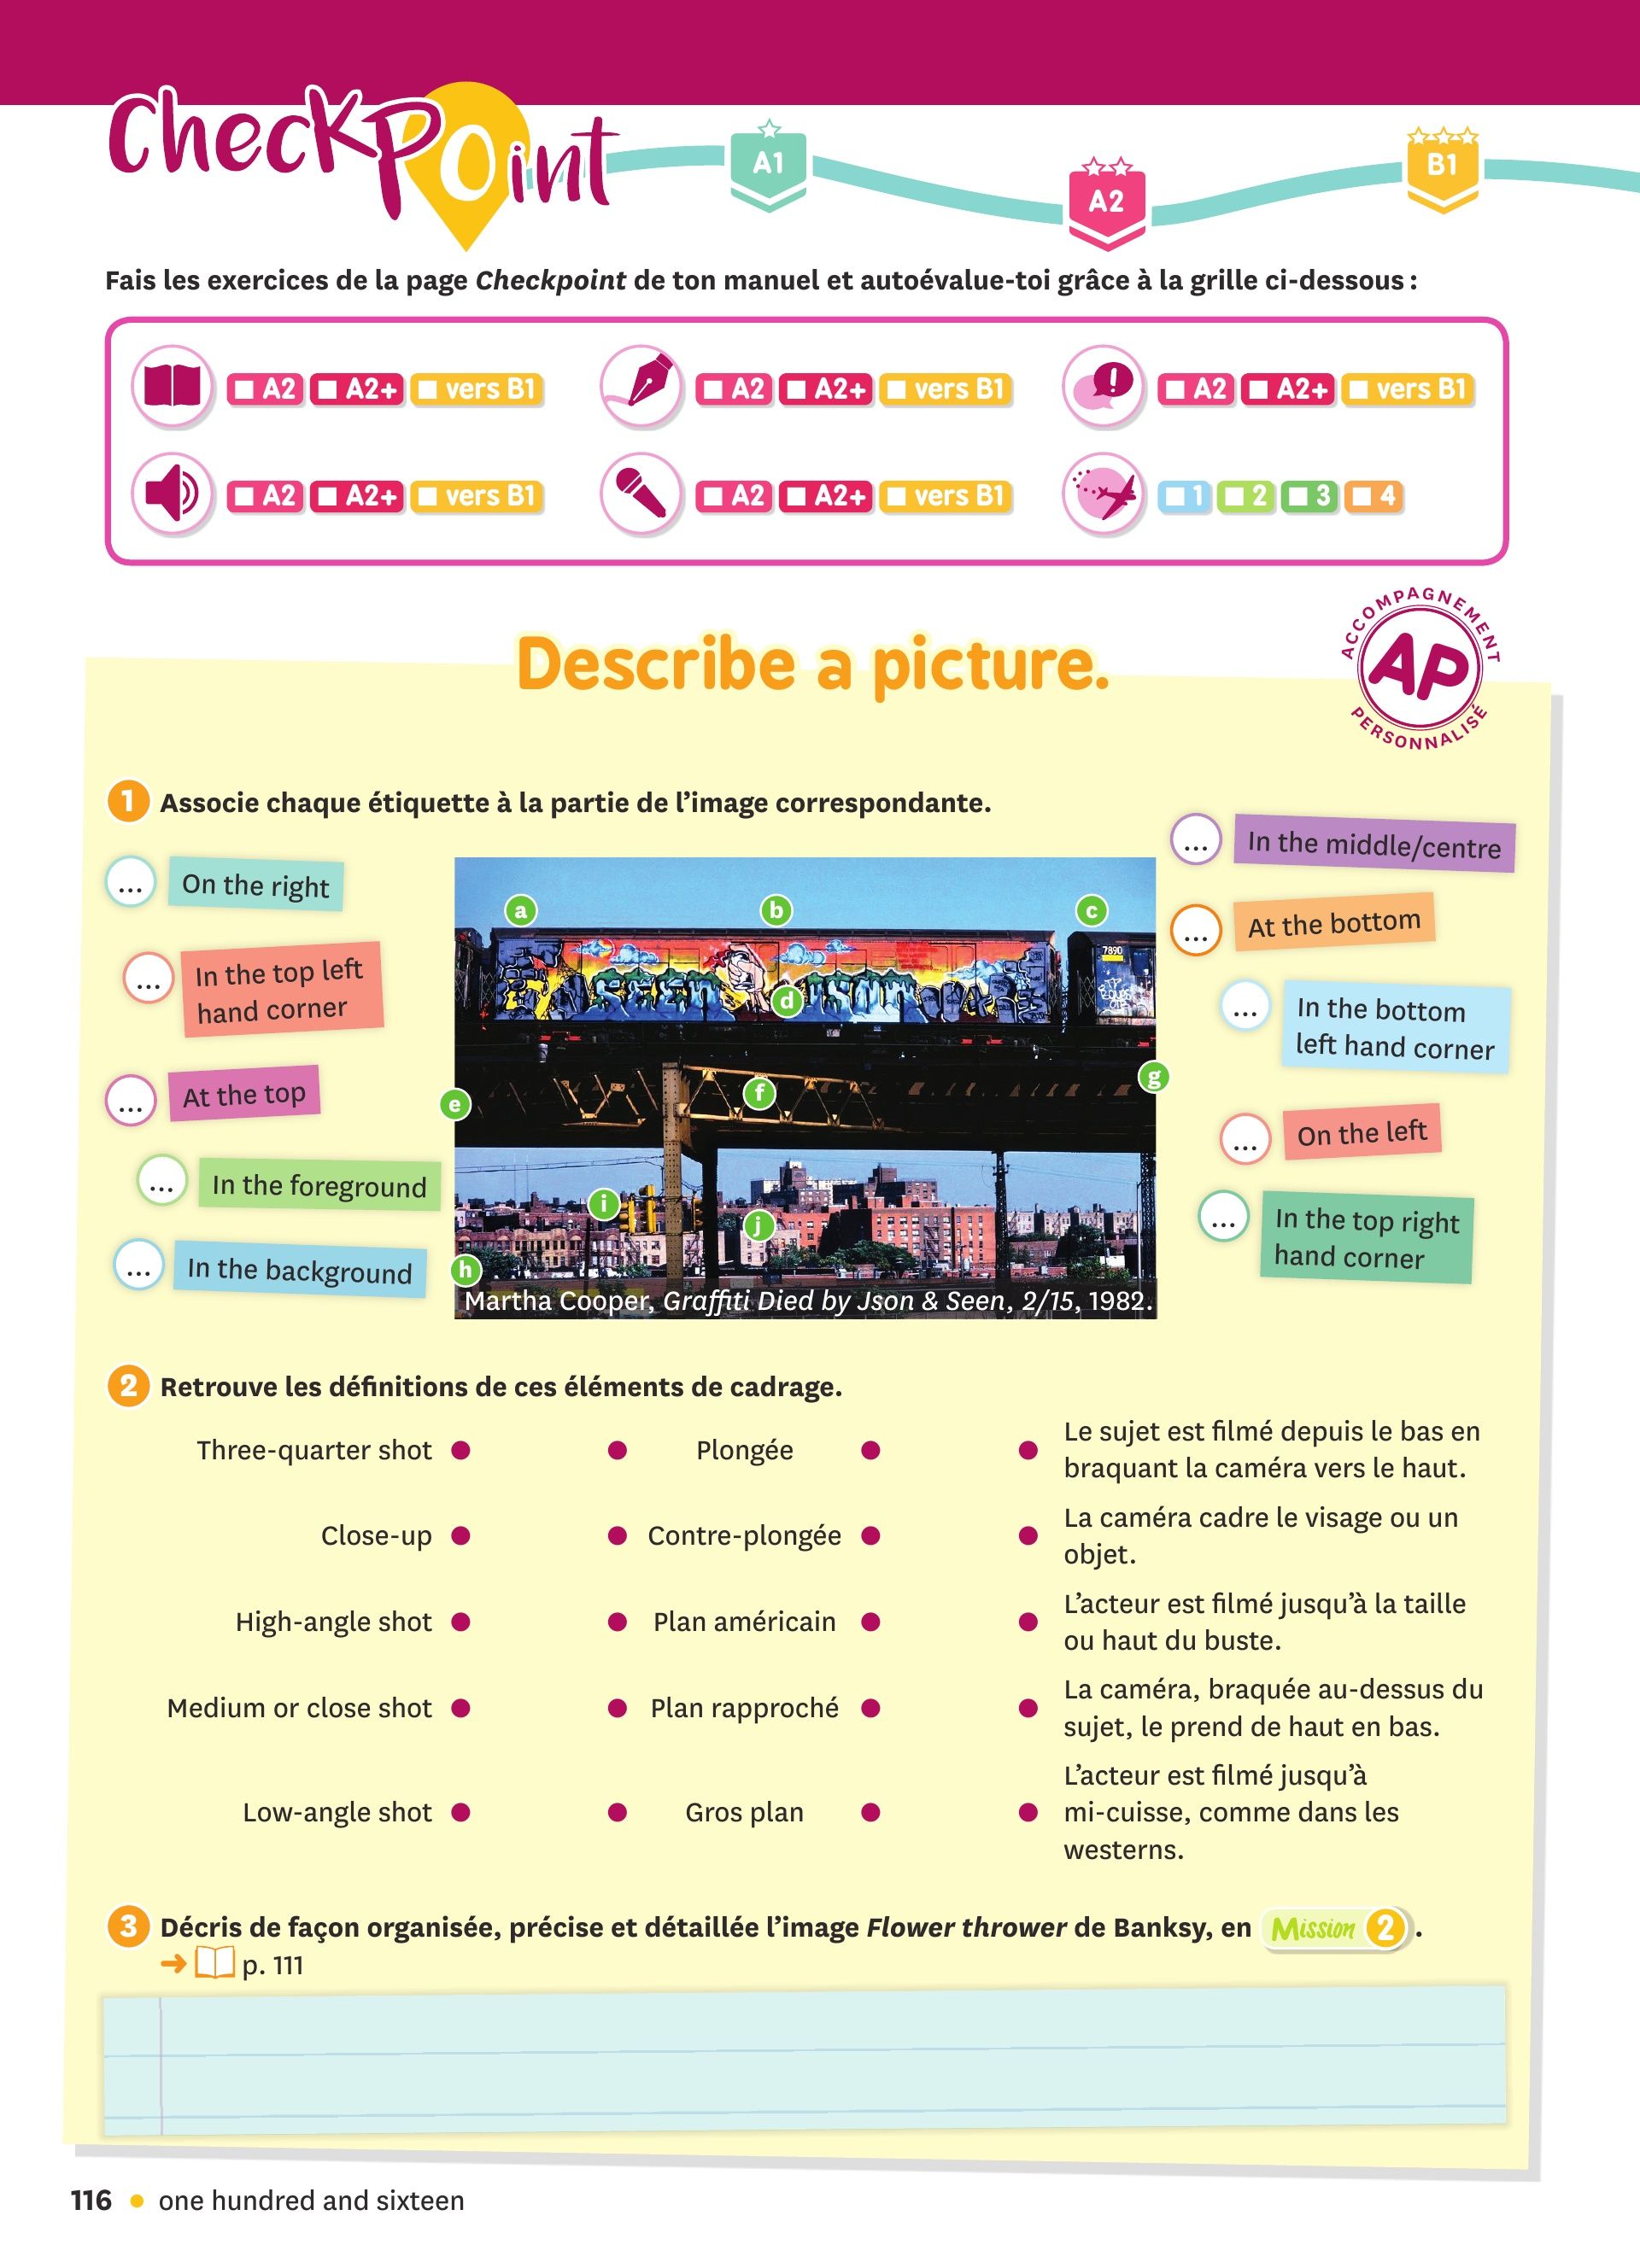 CheckPoint
A1
A2
B1
Fais les exercices de la page Checkpoint de ton manuel et autoévalue-toi grâce à la grille ci-dessous :
A2 A2+ vers B1
A2 A2+ vers B1
! A2 A2+ vers B1
A2 A2+ vers B1
A2 A2+ vers B1
1 2 3 4
Describe a picture.
ACCOMPAGNEMENT
AP
PERSONNALISÉ
1 Associe chaque étiquette à la partie de l'image correspondante.
... On the right
... In the top left
hand corner
... At the top
... In the foreground
... In the background
a
b
c
d
e
f
g
h
i
j
SEEN
7890
Martha Cooper, Graffiti Died by Json & Seen, 2/15, 1982.
... In the middle/centre
... At the bottom
... In the bottom
left hand corner
... On the left
... In the top right
hand corner
2 Retrouve les définitions de ces éléments de cadrage.
Three-quarter shot
Plongée
Le sujet est filmé depuis le bas en
braquant la caméra vers le haut.
Close-up
Contre-plongée
La caméra cadre le visage ou un
objet.
High-angle shot
Plan américain
L'acteur est filmé jusqu'à la taille
ou haut du buste.
Medium or close shot
Plan rapproché
La caméra, braquée au-dessus du
sujet, le prend de haut en bas.
Low-angle shot
Gros plan
L'acteur est filmé jusqu'à
mi-cuisse, comme dans les
westerns.
3 Décris de façon organisée, précise et détaillée l'image Flower thrower de Banksy, en Mission 2 .
p. 111
116 • one hundred and sixteen